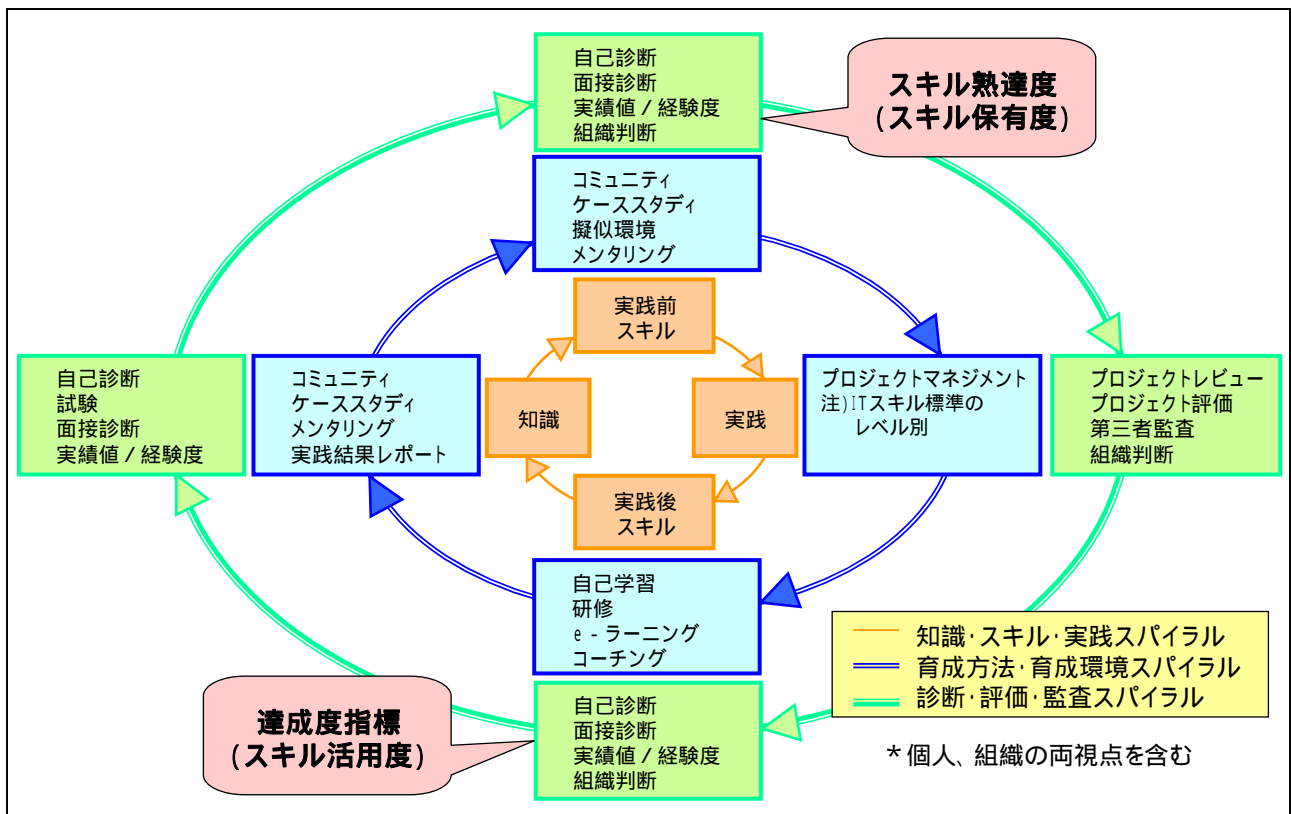 自己診断
面接診断
実績値 / 経験度
組織判断
スキル熟達度
(スキル保有度)
コミュニティ
ケーススタディ
擬似環境
メンタリング
実践前
スキル
自己診断
試験
面接診断
実績値 / 経験度
コミュニティ
ケーススタディ
メンタリング
実践結果レポート
知識
実践
プロジェクトマネジメント
注)ITスキル標準の
レベル別
プロジェクトレビュー
プロジェクト評価
第三者監査
組織判断
実践後
スキル
自己学習
研修
e - ラーニング
コーチング
知識・スキル・実践スパイラル
育成方法・育成環境スパイラル
診断・評価・監査スパイラル
達成度指標
(スキル活用度)
自己診断
面接診断
実績値 / 経験度
組織判断
*個人、組織の両視点を含む